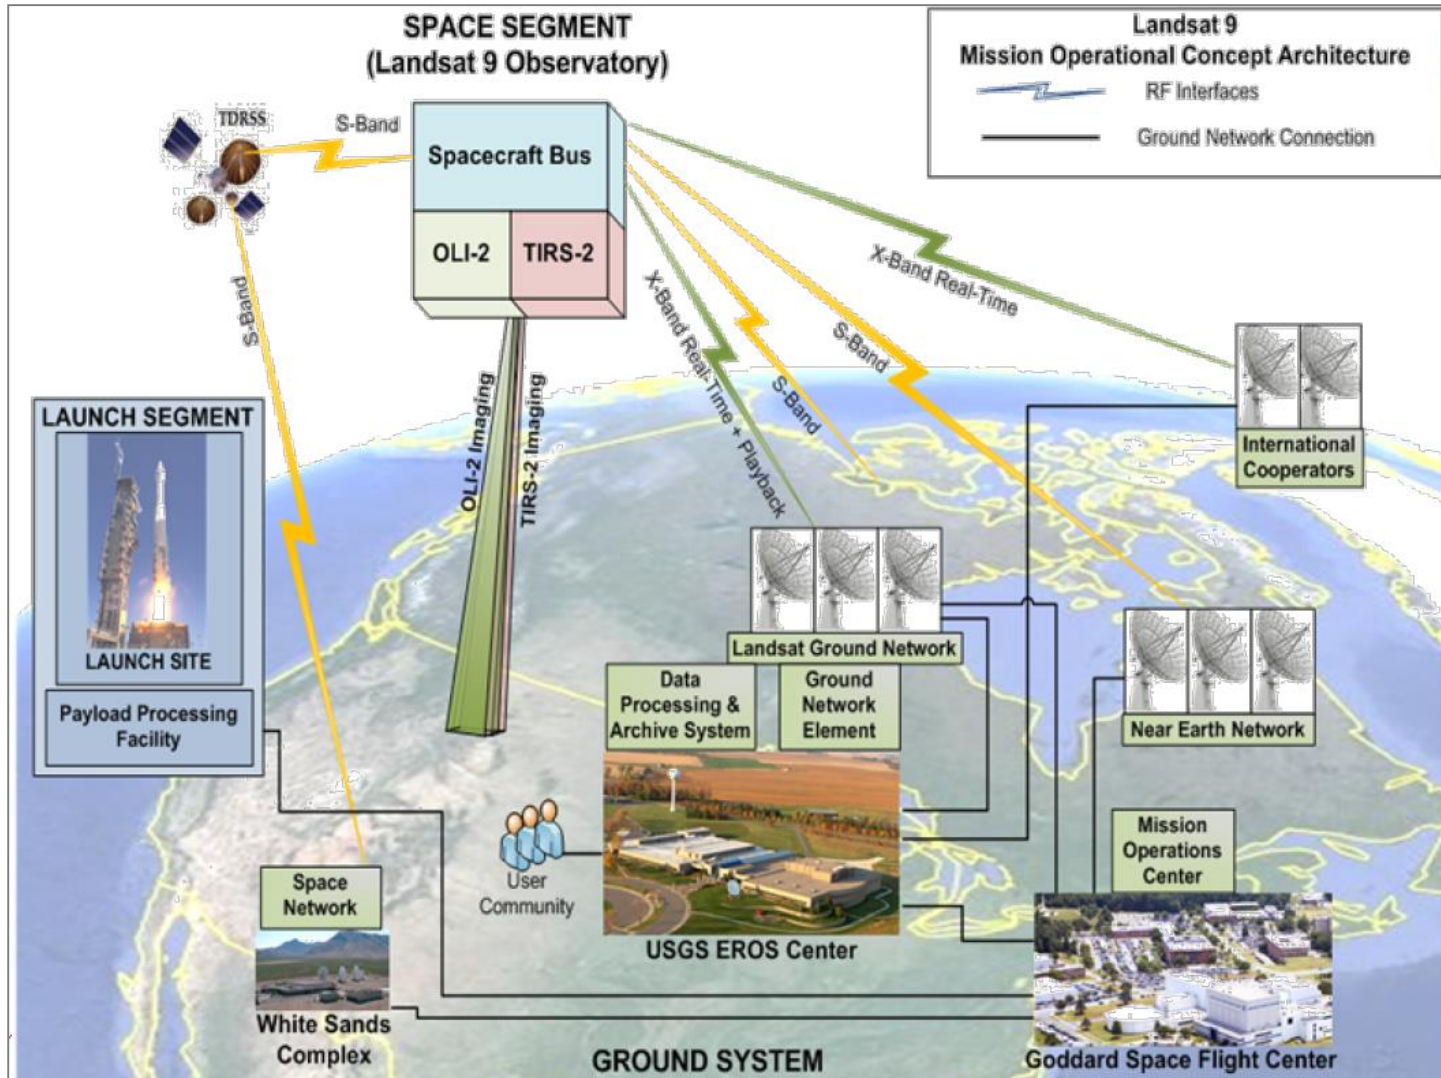 SPACE SEGMENT
(Landsat 9 Observatory)
Landsat 9
Mission Operational Concept Architecture
RF Interfaces
Ground Network Connection
TDRSS
S-Band
Spacecraft Bus
OLI-2
TIRS-2
S-Band
X-Band Real-Time
X-Band Real-Time + Playback
S-Band
S-Band
OLI-2 Imaging
TIRS-2 Imaging
International
Cooperators
LAUNCH SEGMENT
LAUNCH SITE
Payload Processing
Facility
Landsat Ground Network
Data
Processing &
Archive System
Ground
Network
Element
Near Earth Network
User
Community
USGS EROS Center
Mission
Operations
Center
Space
Network
White Sands
Complex
GROUND SYSTEM
Goddard Space Flight Center